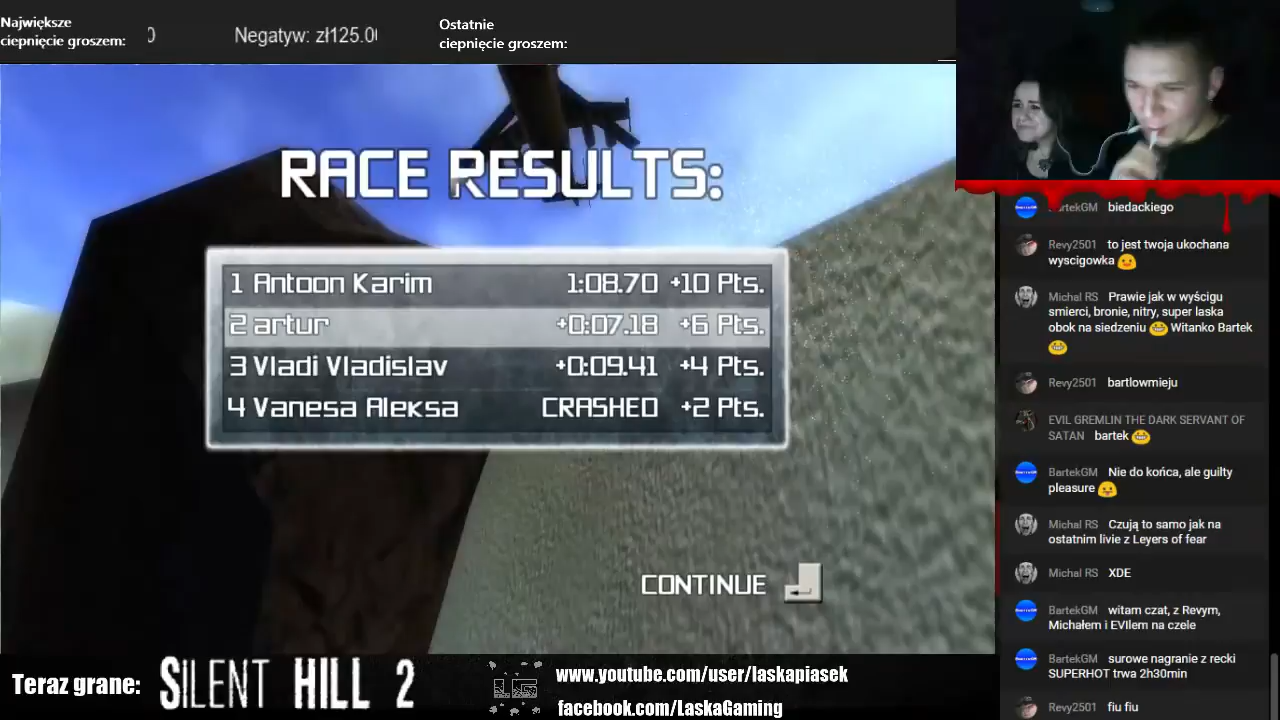 Największe
ciepnięcie groszem:
0
Negatyw: zł125.00
Ostatnie
ciepnięcie groszem:
RACE RESULTS:
1 Antoon Karim 1:08.70 +10 Pts.
2 artur +0:07.18 +6 Pts.
3 Vladi Vladislav +0:09.41 +4 Pts.
4 Vanesa Aleksa CRASHED +2 Pts.
CONTINUE
Teraz grane:
SILENT HILL 2
LG
www.youtube.com/user/laskapiasek
facebook.com/LaskaGaming
BartekGM biedackiego
Revy2501 to jest twoja ukochana
wyscigowka
Michal RS Prawie jak w wyścigu
smierci, bronie, nitry, super laska
obok na siedzeniu Witanko Bartek
Revy2501 bartlowmieju
EVIL GREMLIN THE DARK SERVANT OF
SATAN bartek
BartekGM Nie do końca, ale guilty
pleasure
Michal RS Czują to samo jak na
ostatnim livie z Leyers of fear
Michal RS XDE
BartekGM witam czat, z Revym,
Michałem i EVIlem na czele
BartekGM surowe nagranie z recki
SUPERHOT trwa 2h30min
Revy2501 fiu fiu